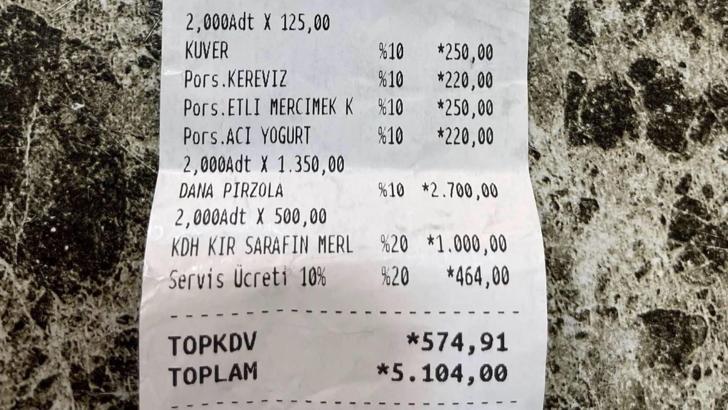 2,000Adt X 125,00
KUVER %10 *250,00
Pors.KEREVIZ %10 *220,00
Pors.ETLI MERCIMEK K %10 *250,00
Pors.ACI YOGURT %10 *220,00
2,000Adt X 1.350,00
DANA PIRZOLA %10 *2.700,00
2,000Adt X 500,00
KDH KIR SARAFIN MERL %20 *1.000,00
Servis Ücreti 10% %20 *464,00
TOPKDV *574,91
TOPLAM *5.104,00